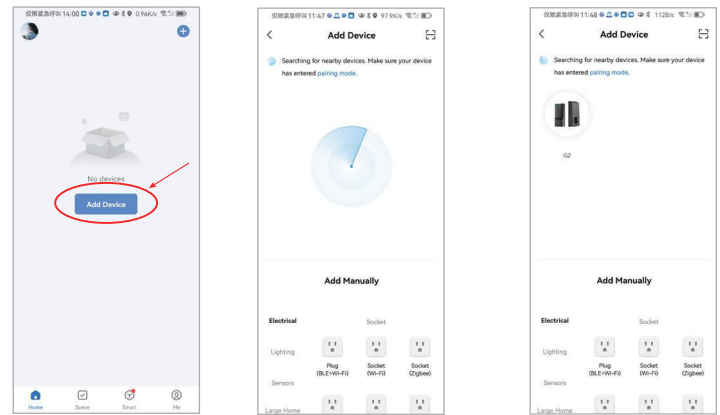 仅限紧急呼叫 14:00 0.96K/s
No devices
Add Device
Home
Scene
Smart
Me
仅限紧急呼叫 11:47 97.9K/s
Add Device
Searching for nearby devices. Make sure your device
has entered pairing mode.
Add Manually
Electrical
Socket
Lighting
Plug
(BLE+Wi-Fi)
Socket
(Wi-Fi)
Socket
(Zigbee)
Sensors
Large Home
仅限紧急呼叫 11:48 112B/s
Add Device
Searching for nearby devices. Make sure your device
has entered pairing mode.
G2
Add Manually
Electrical
Socket
Lighting
Plug
(BLE+Wi-Fi)
Socket
(Wi-Fi)
Socket
(Zigbee)
Sensors
Large Home